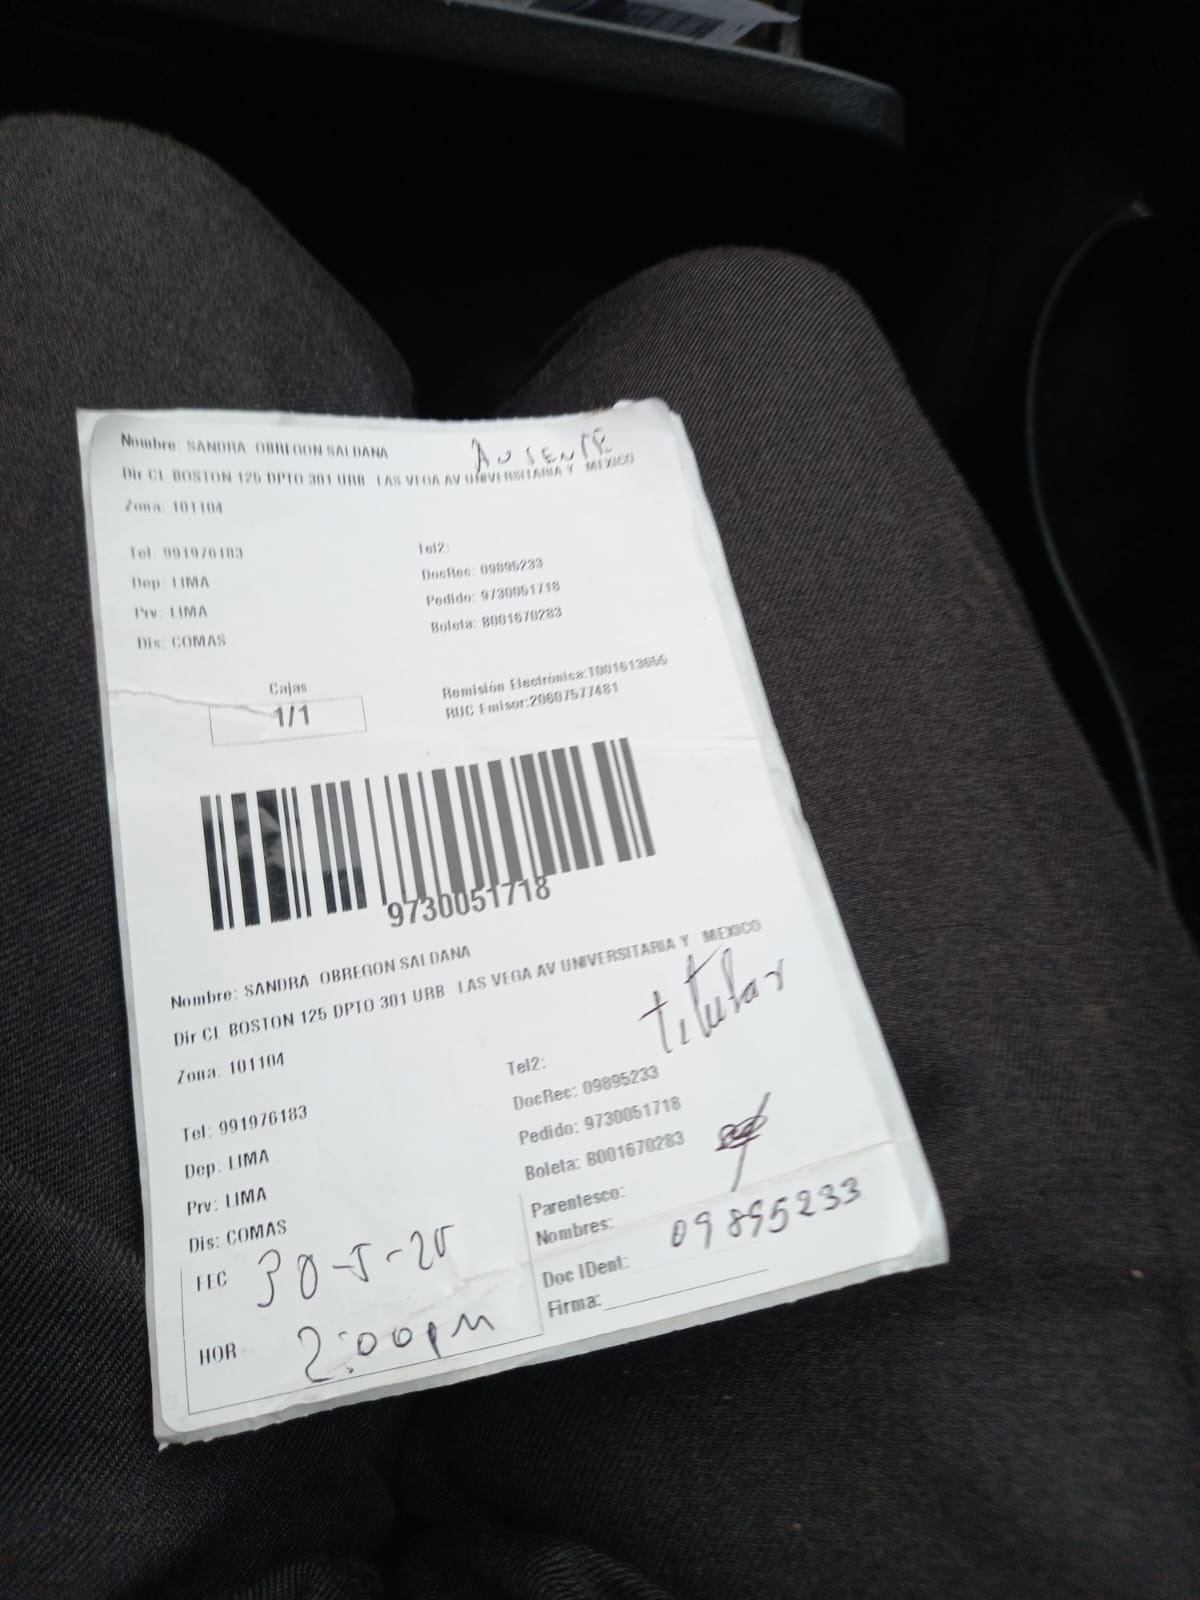 Nombre: SANDRA OBREGON SALDANA
AUSENTE
Dir CL BOSTON 125 DPTO 301 URB LAS VEGA AV UNIVERSITARIA Y MEXICO
Zona: 101104
Tel: 991976183
Tel2:
Dep: LIMA
DocRec: 09895233
Prv: LIMA
Pedido: 9730051718
Dis: COMAS
Boleta: B001670283
Cajas
1/1
Remisión Electrónica:T001613655
RUC Emisor:20607577481
9730051718
Nombre: SANDRA OBREGON SALDANA
Dir CL BOSTON 125 DPTO 301 URB LAS VEGA AV UNIVERSITARIA Y MEXICO
titular
Zona: 101104
Tel2:
Tel: 991976183
DocRec: 09895233
Dep: LIMA
Pedido: 9730051718
Prv: LIMA
Boleta: B001670283
Dis: COMAS
Parentesco:
Nombres:
FEC 30-5-25
Doc IDent: 09895233
HOR 2:00pm
Firma: